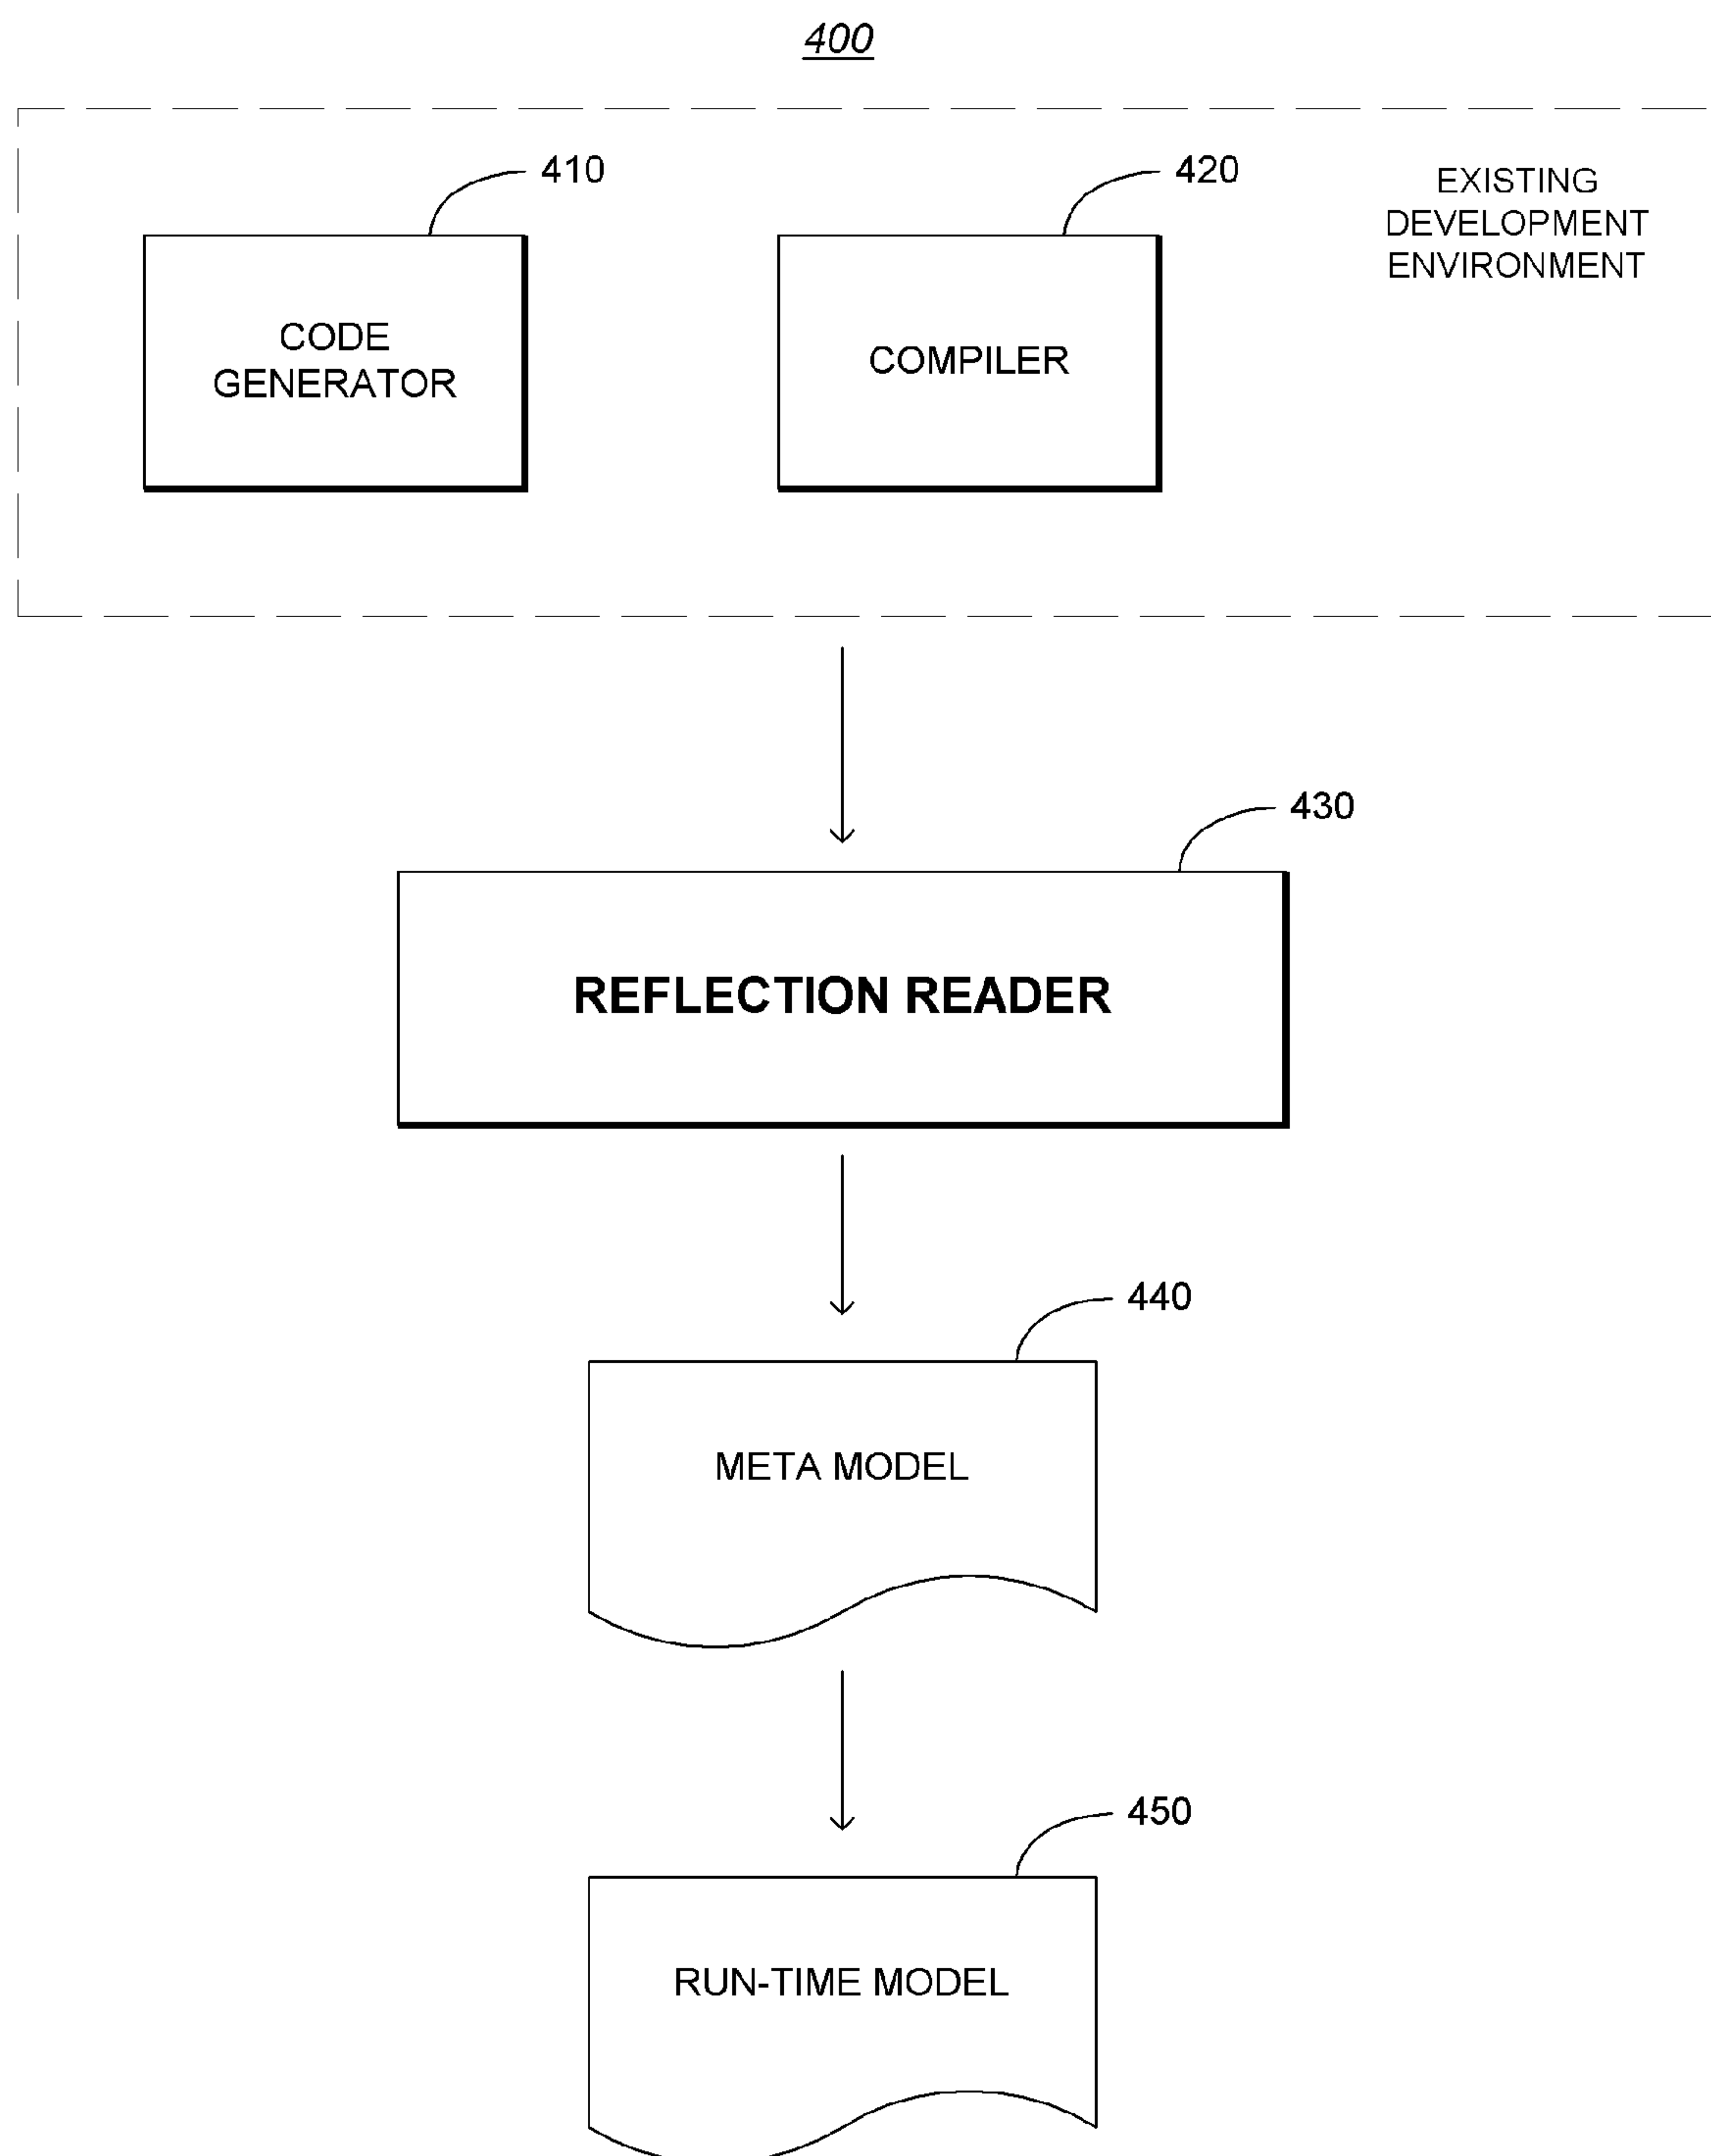 400
410
420
EXISTING
DEVELOPMENT
ENVIRONMENT
CODE
GENERATOR
COMPILER
430
REFLECTION READER
440
META MODEL
450
RUN-TIME MODEL